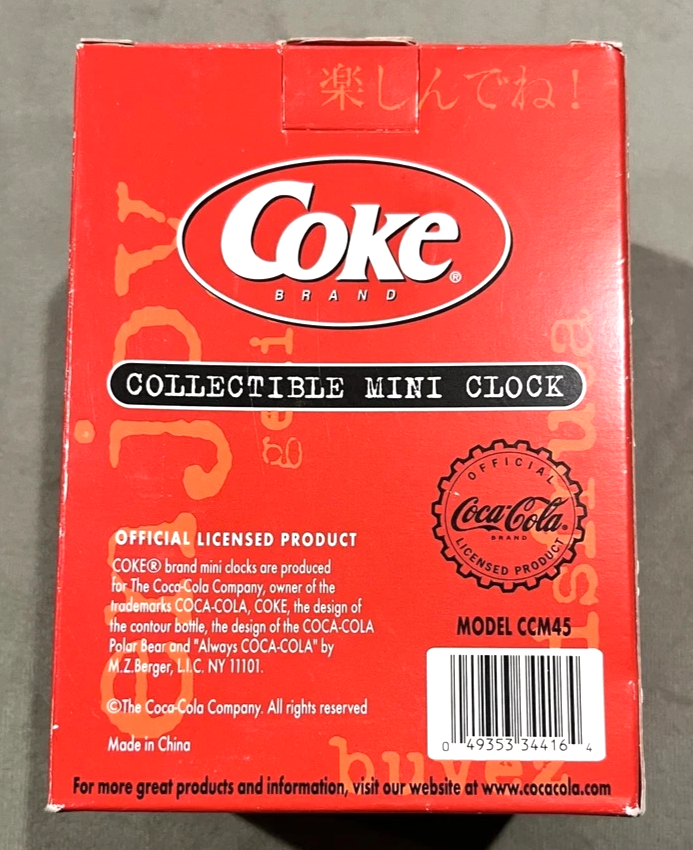 楽しんでね！
Coke®
BRAND
enjoy
geni
COLLECTIBLE MINI CLOCK
disfruta
OFFICIAL
Coca-Cola®
BRAND
LICENSED PRODUCT
OFFICIAL LICENSED PRODUCT
COKE® brand mini clocks are produced
for The Coca-Cola Company, owner of the
trademarks COCA-COLA, COKE, the design of
the contour bottle, the design of the COCA-COLA
Polar Bear and "Always COCA-COLA" by
M.Z.Berger, L.I.C. NY 11101.
©The Coca-Cola Company. All rights reserved
Made in China
MODEL CCM45
0 49353 34416 4
buvez
For more great products and information, visit our website at www.cocacola.com